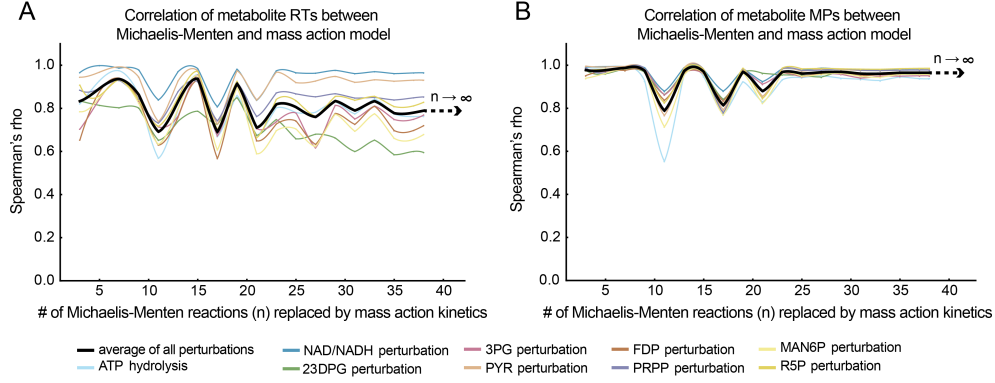 A
Correlation of metabolite RTs between
Michaelis-Menten and mass action model
Spearman's rho
1.0
0.8
0.6
0.4
0.2
0.0
n → ∞
5 10 15 20 25 30 35 40
# of Michaelis-Menten reactions (n) replaced by mass action kinetics
B
Correlation of metabolite MPs between
Michaelis-Menten and mass action model
Spearman's rho
1.0
0.8
0.6
0.4
0.2
0.0
n → ∞
5 10 15 20 25 30 35 40
# of Michaelis-Menten reactions (n) replaced by mass action kinetics
average of all perturbations
ATP hydrolysis
NAD/NADH perturbation
23DPG perturbation
3PG perturbation
PYR perturbation
FDP perturbation
PRPP perturbation
MAN6P perturbation
R5P perturbation